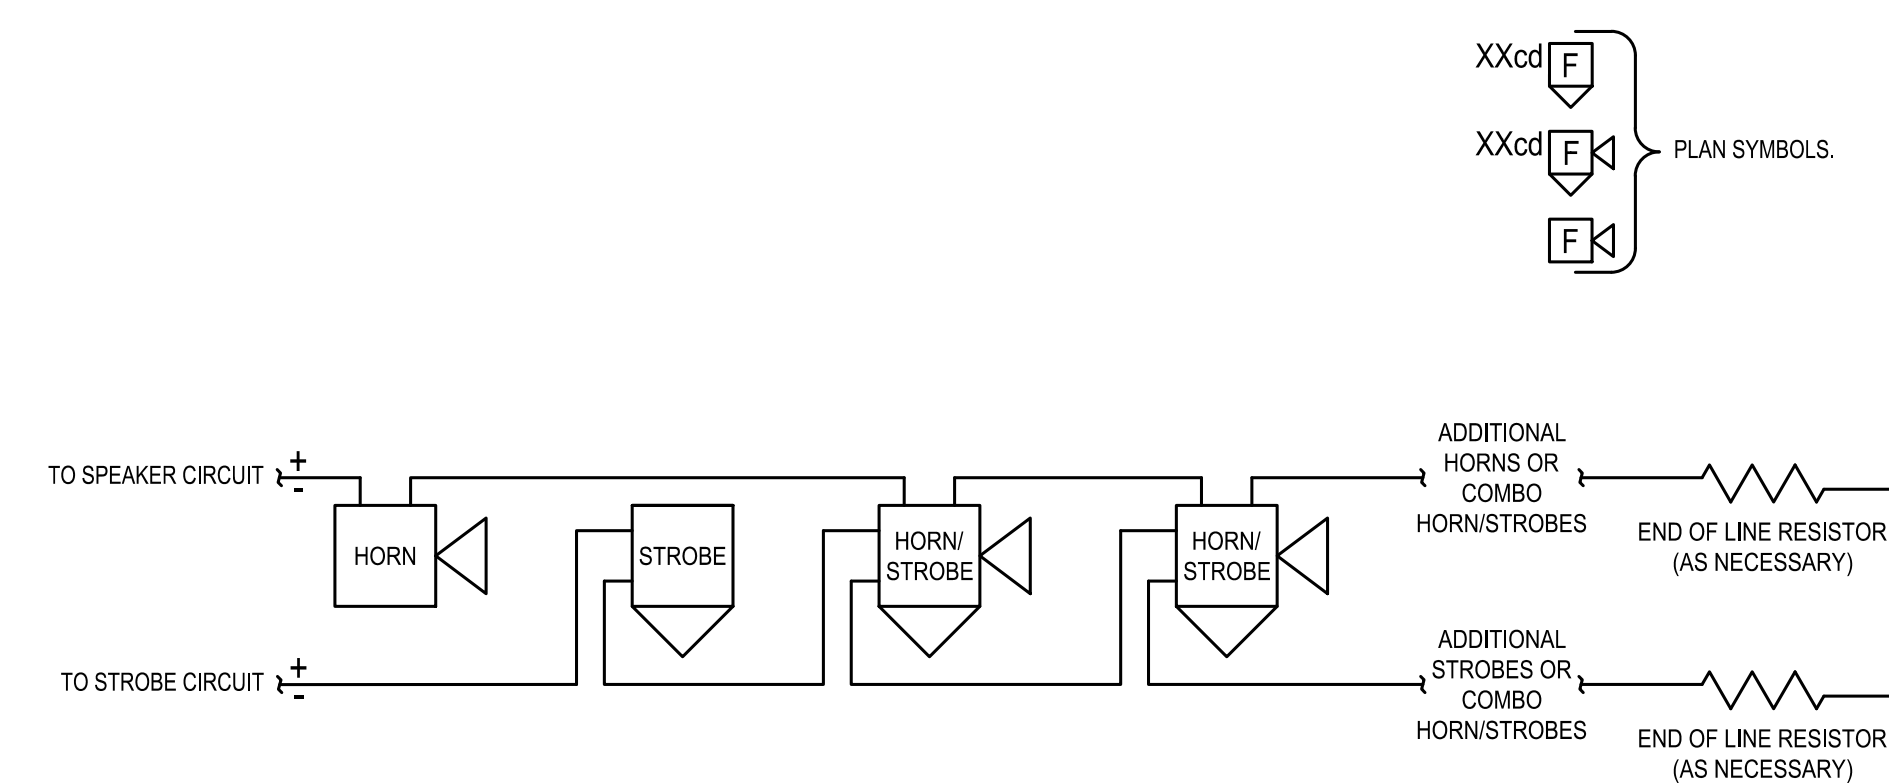 XXcd F
XXcd F
PLAN SYMBOLS.
F
TO SPEAKER CIRCUIT
+
-
HORN
STROBE
HORN/
STROBE
HORN/
STROBE
ADDITIONAL
HORNS OR
COMBO
HORN/STROBES
END OF LINE RESISTOR
(AS NECESSARY)
TO STROBE CIRCUIT
+
-
ADDITIONAL
STROBES OR
COMBO
HORN/STROBES
END OF LINE RESISTOR
(AS NECESSARY)